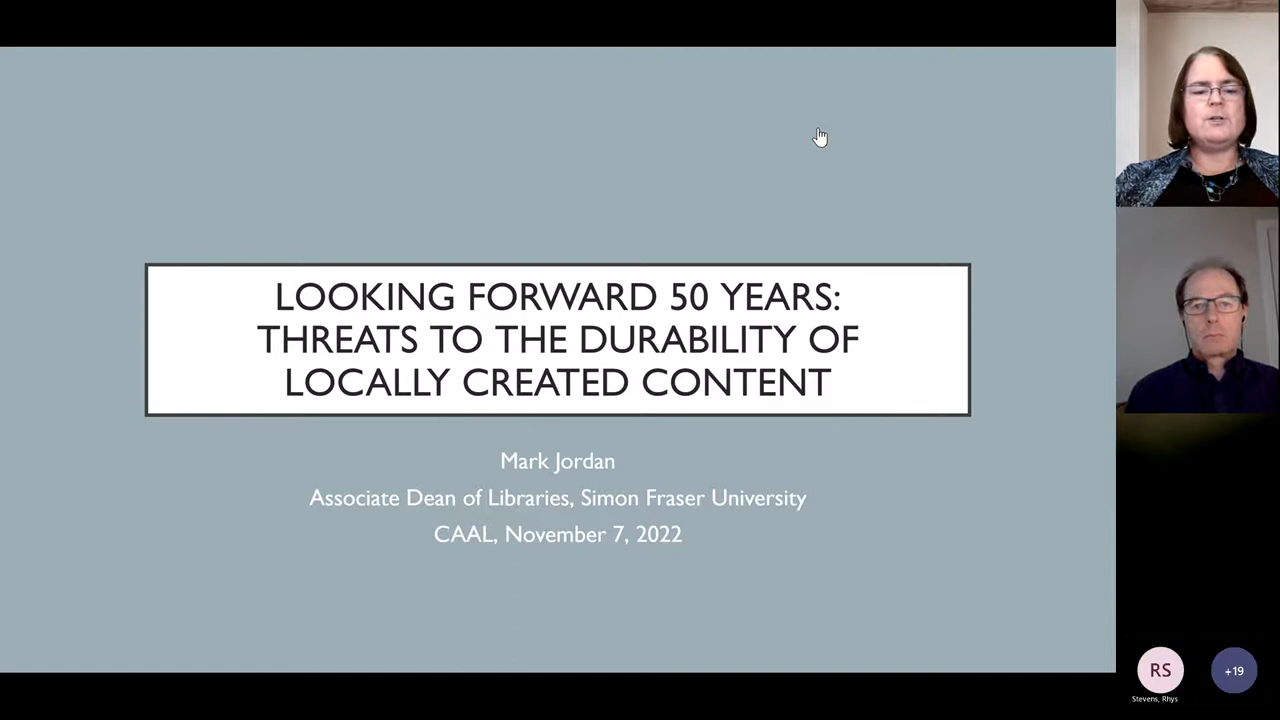 LOOKING FORWARD 50 YEARS:
THREATS TO THE DURABILITY OF
LOCALLY CREATED CONTENT
Mark Jordan
Associate Dean of Libraries, Simon Fraser University
CAAL, November 7, 2022
RS
+19
Stevens, Rhys